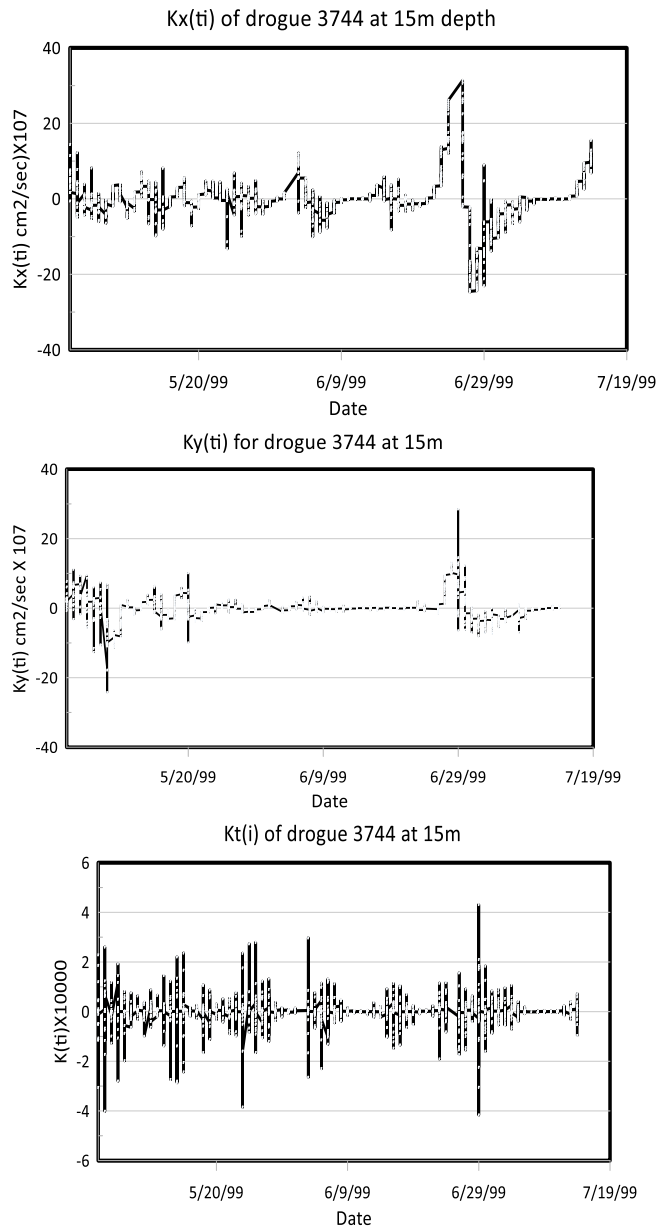 Kx(ti) of drogue 3744 at 15m depth
40
20
0
-20
-40
Kx(ti) cm2/sec)X107
5/20/99 6/9/99 6/29/99 7/19/99
Date
Ky(ti) for drogue 3744 at 15m
40
20
0
-20
-40
Ky(ti) cm2/sec X 107
5/20/99 6/9/99 6/29/99 7/19/99
Date
Kt(i) of drogue 3744 at 15m
6
4
2
0
-2
-4
-6
K(ti)X10000
5/20/99 6/9/99 6/29/99 7/19/99
Date